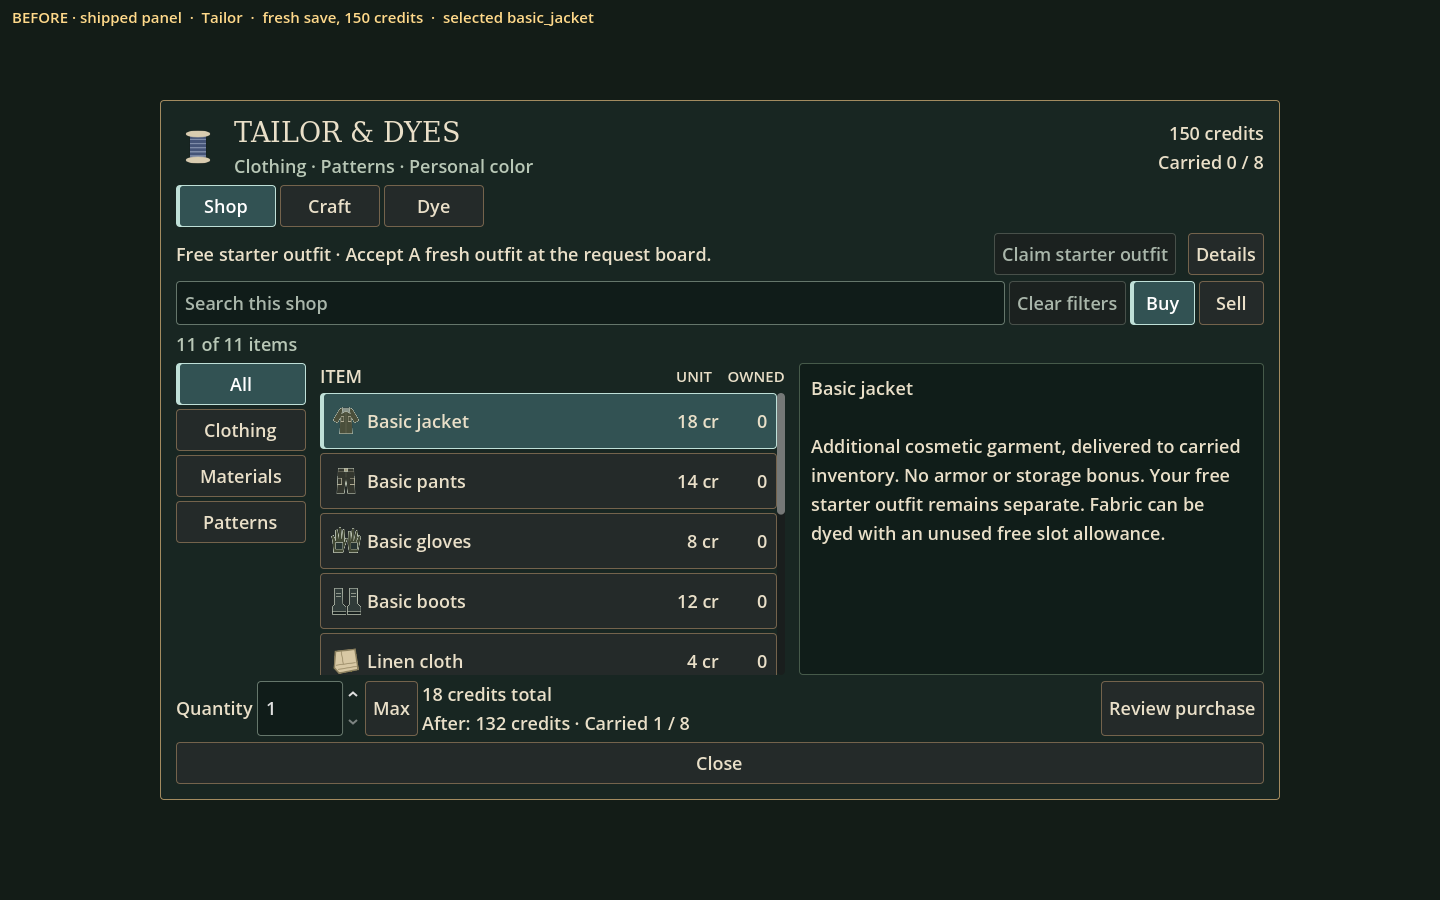 BEFORE · shipped panel · Tailor · fresh save, 150 credits · selected basic_jacket
TAILOR & DYES
Clothing · Patterns · Personal color
150 credits
Carried 0 / 8
Shop
Craft
Dye
Free starter outfit · Accept A fresh outfit at the request board.
Claim starter outfit
Details
Search this shop
Clear filters
Buy
Sell
11 of 11 items
All
Clothing
Materials
Patterns
ITEM UNIT OWNED
Basic jacket 18 cr 0
Basic pants 14 cr 0
Basic gloves 8 cr 0
Basic boots 12 cr 0
Linen cloth 4 cr 0
Basic jacket
Additional cosmetic garment, delivered to carried
inventory. No armor or storage bonus. Your free
starter outfit remains separate. Fabric can be
dyed with an unused free slot allowance.
Quantity
1
Max
18 credits total
After: 132 credits · Carried 1 / 8
Review purchase
Close